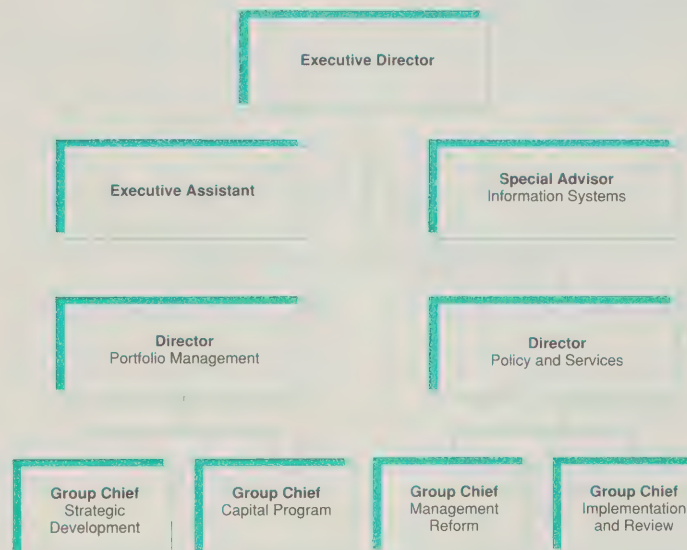 Executive Director
Executive Assistant
Special Advisor
Information Systems
Director
Portfolio Management
Director
Policy and Services
Group Chief
Strategic
Development
Group Chief
Capital Program
Group Chief
Management
Reform
Group Chief
Implementation
and Review